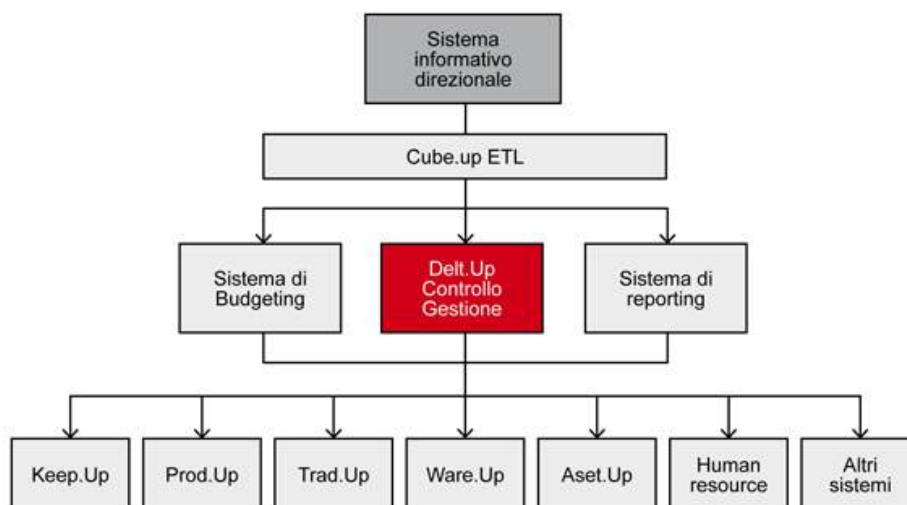 Sistema
informativo
direzionale
Cube.up ETL
Sistema di
Budgeting
Delt.Up
Controllo
Gestione
Sistema di
reporting
Keep.Up
Prod.Up
Trad.Up
Ware.Up
Aset.Up
Human
resource
Altri
sistemi